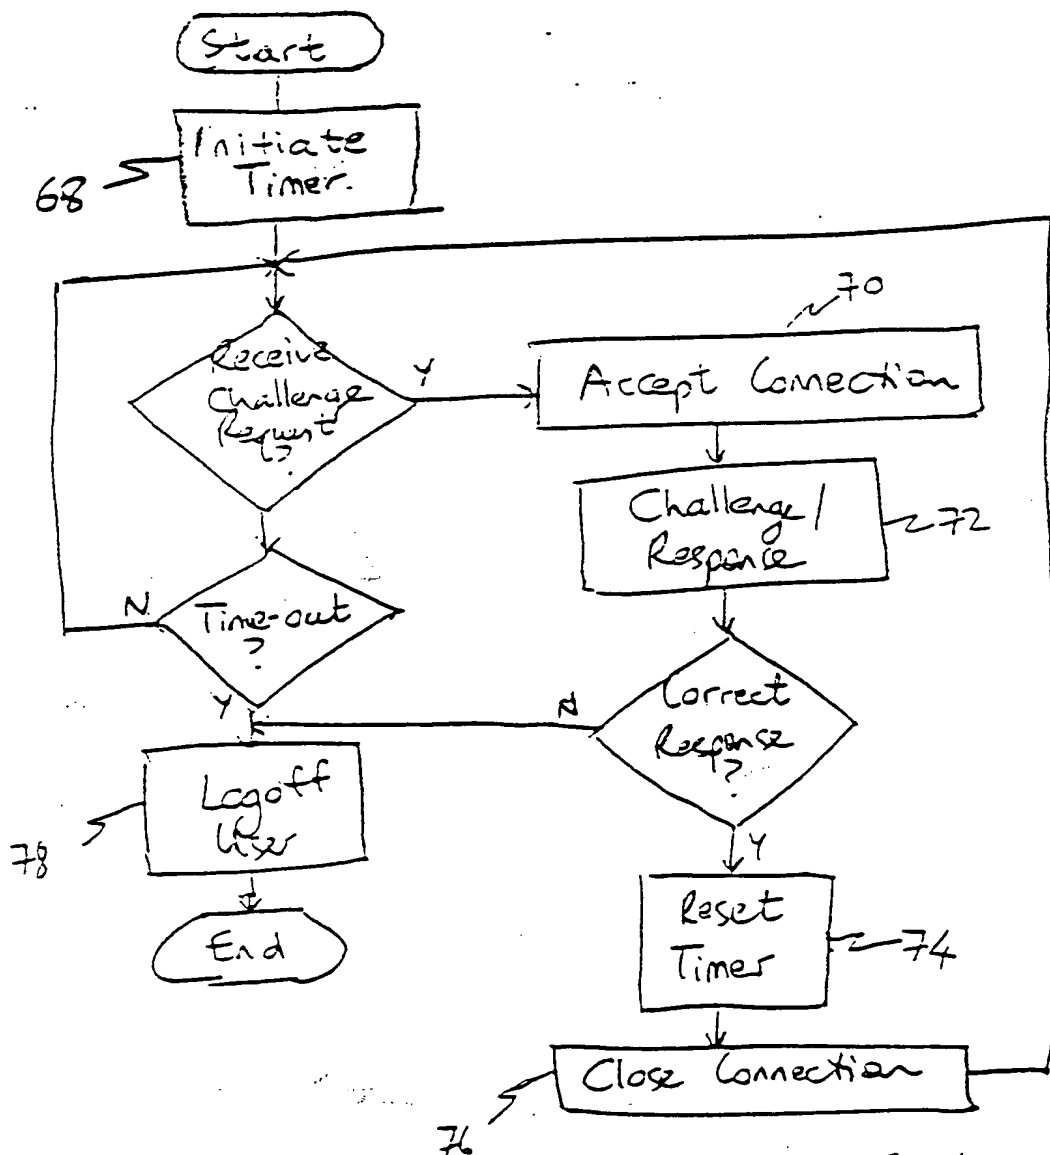 Start
Initiate
Timer.
68
Receive
Challenge
Request
?
Y
70
Accept Connection
Challenge/
Response
72
Time-out
?
N
Y
Correct
Response
?
N
Y
Logoff
User
78
End
Reset
Timer
74
Close Connection
76